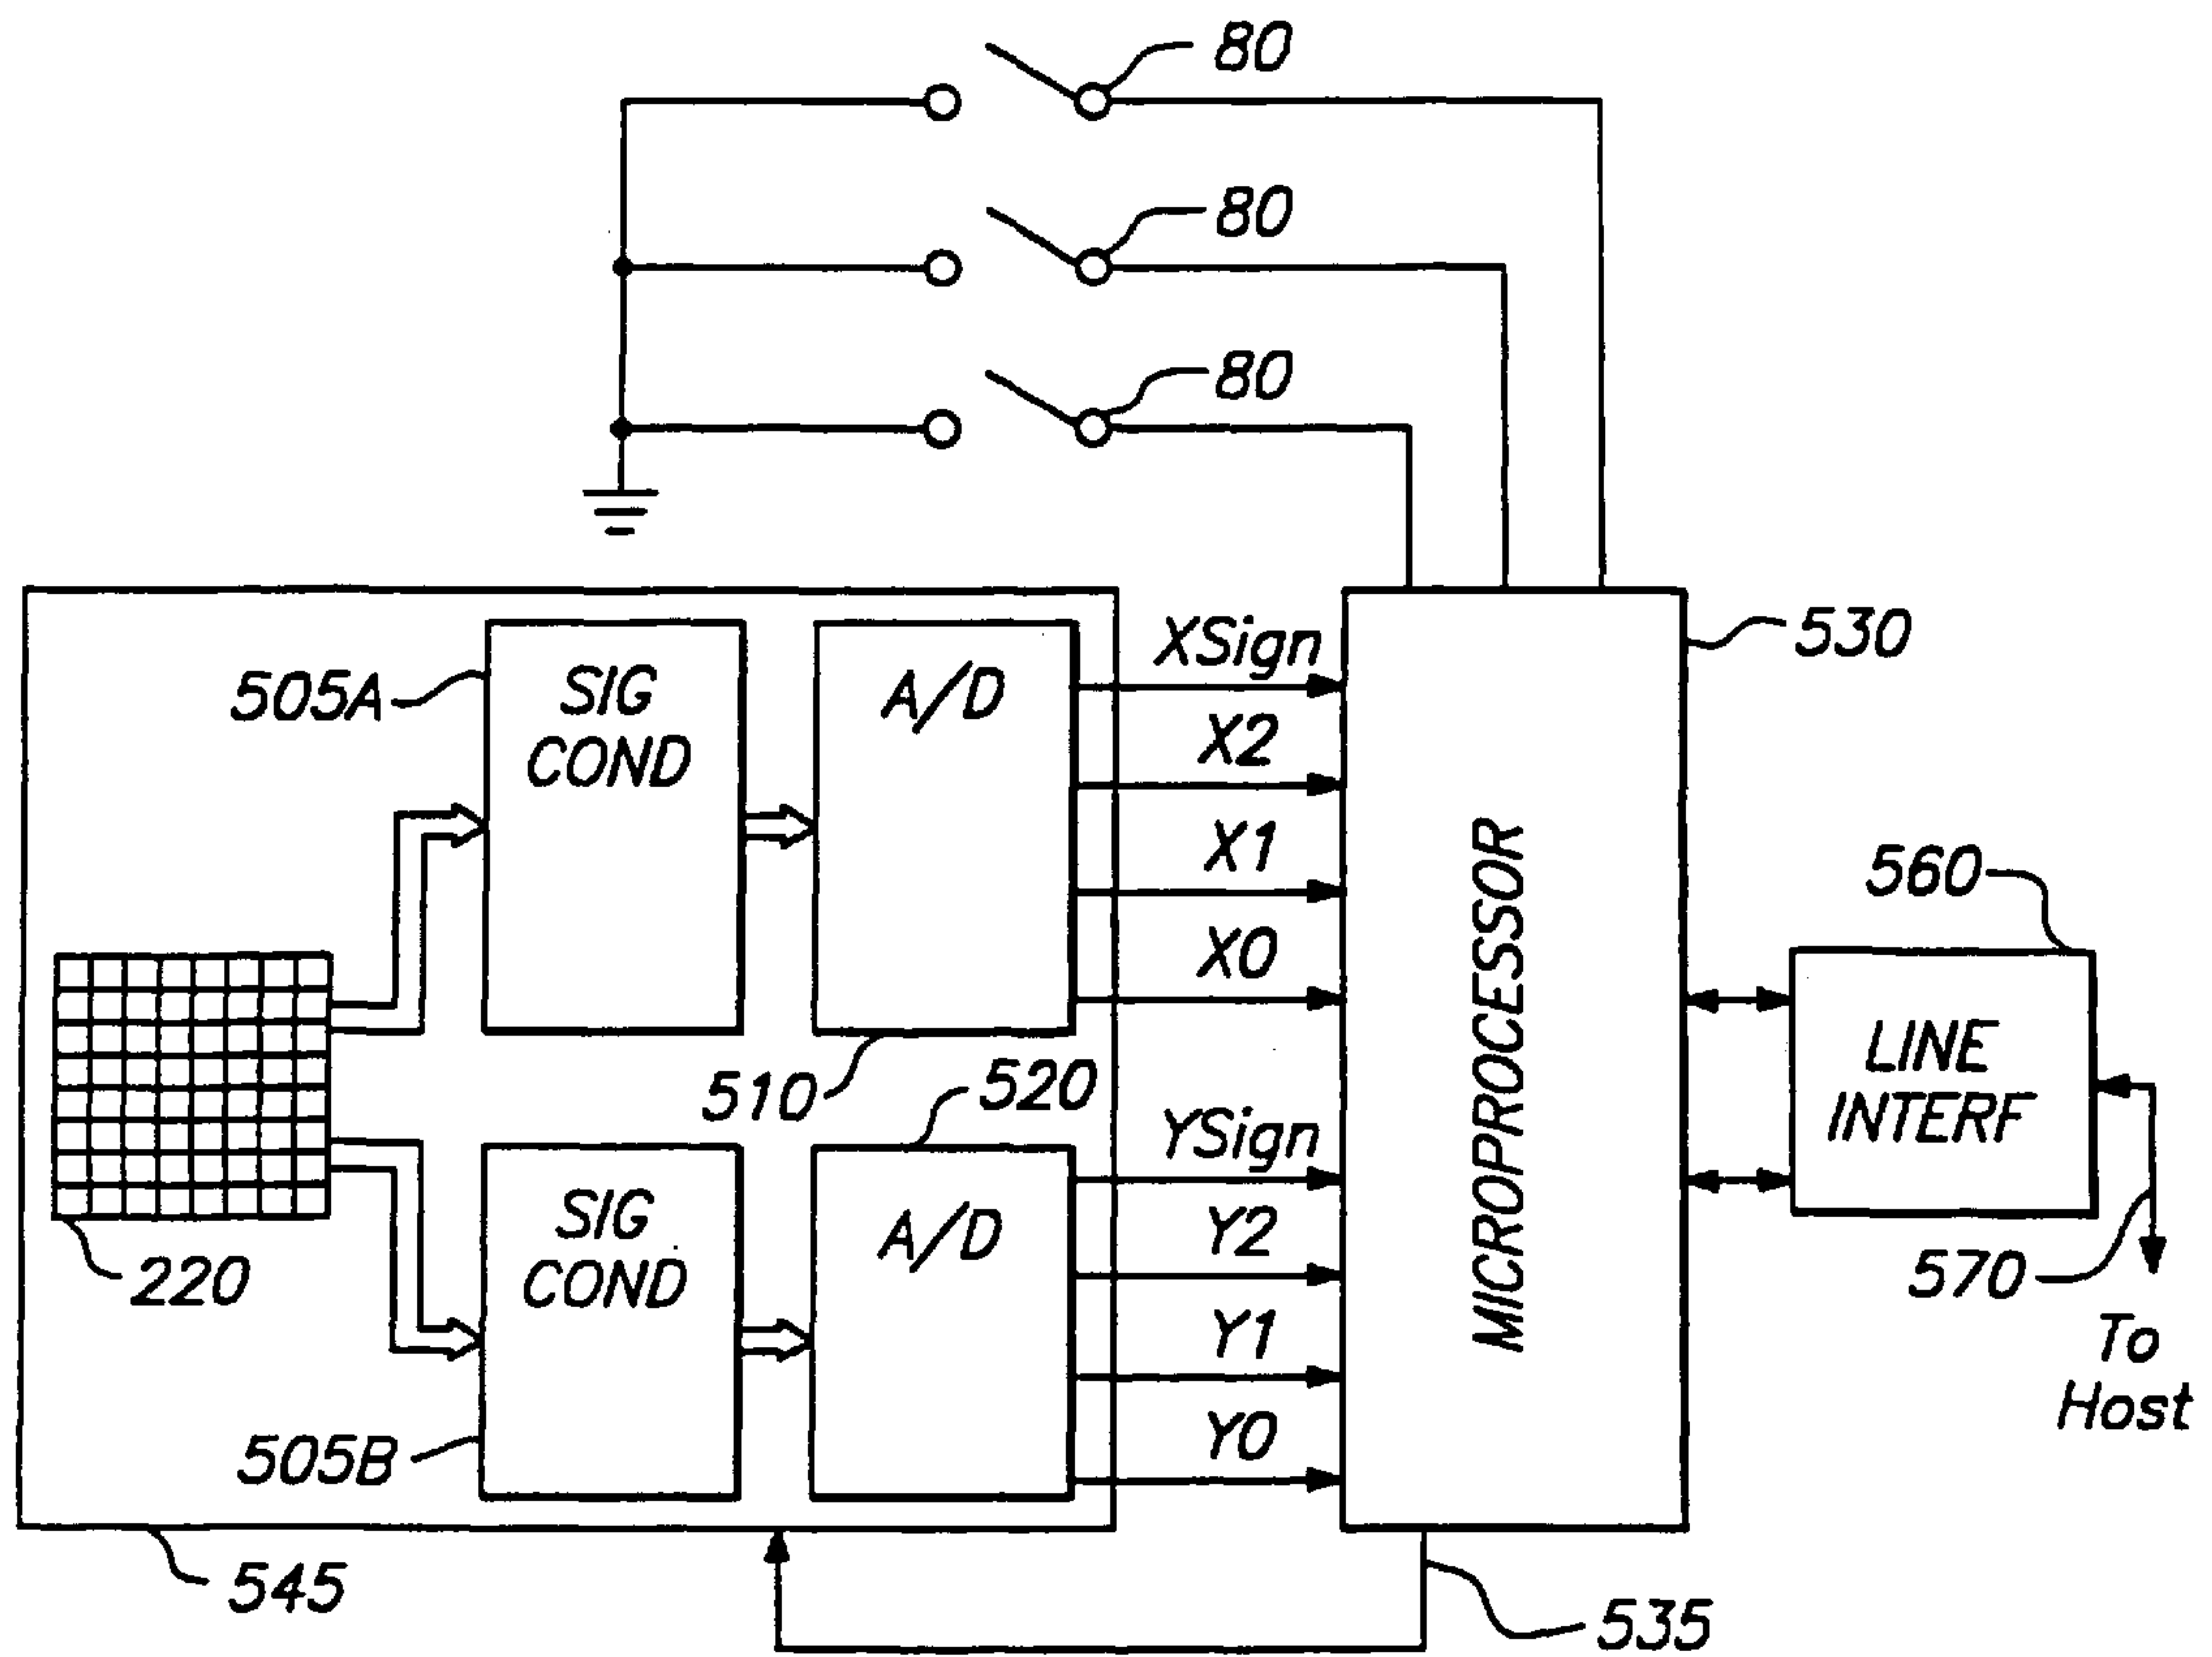 80
80
80
530
505A
SIG
COND
A/D
XSign
X2
X1
X0
510
520
YSign
Y2
Y1
Y0
505B
SIG
COND
A/D
220
545
MICROPROCESSOR
535
560
LINE
INTERF
570
To
Host